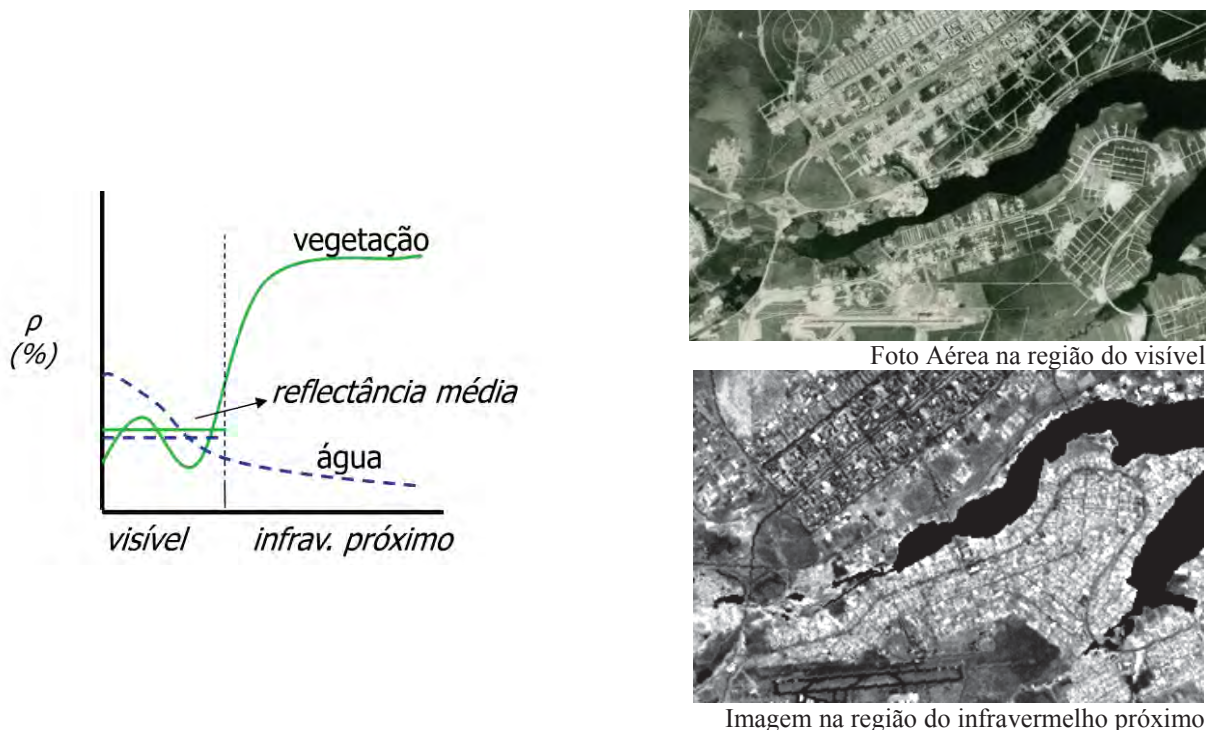 ρ
(%)
vegetação
reflectância média
água
visível
infrav. próximo
Foto Aérea na região do visível
Imagem na região do infravermelho próximo